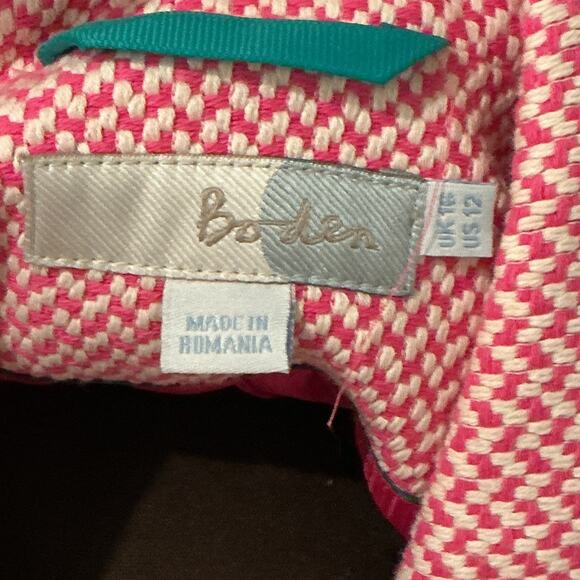 Boden
UK 16
US 12
MADE IN
ROMANIA